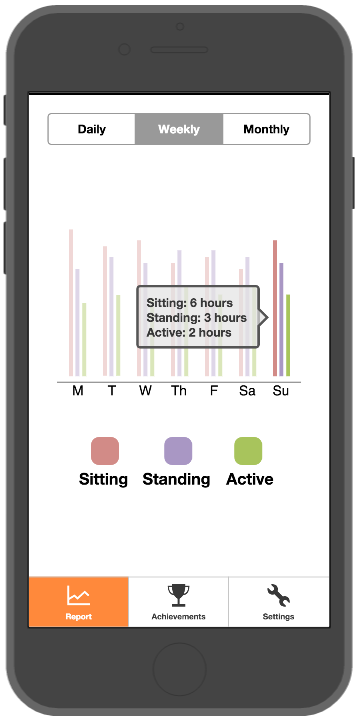 Daily Weekly Monthly
Sitting: 6 hours
Standing: 3 hours
Active: 2 hours
M T W Th F Sa Su
Sitting Standing Active
Report Achievements Settings